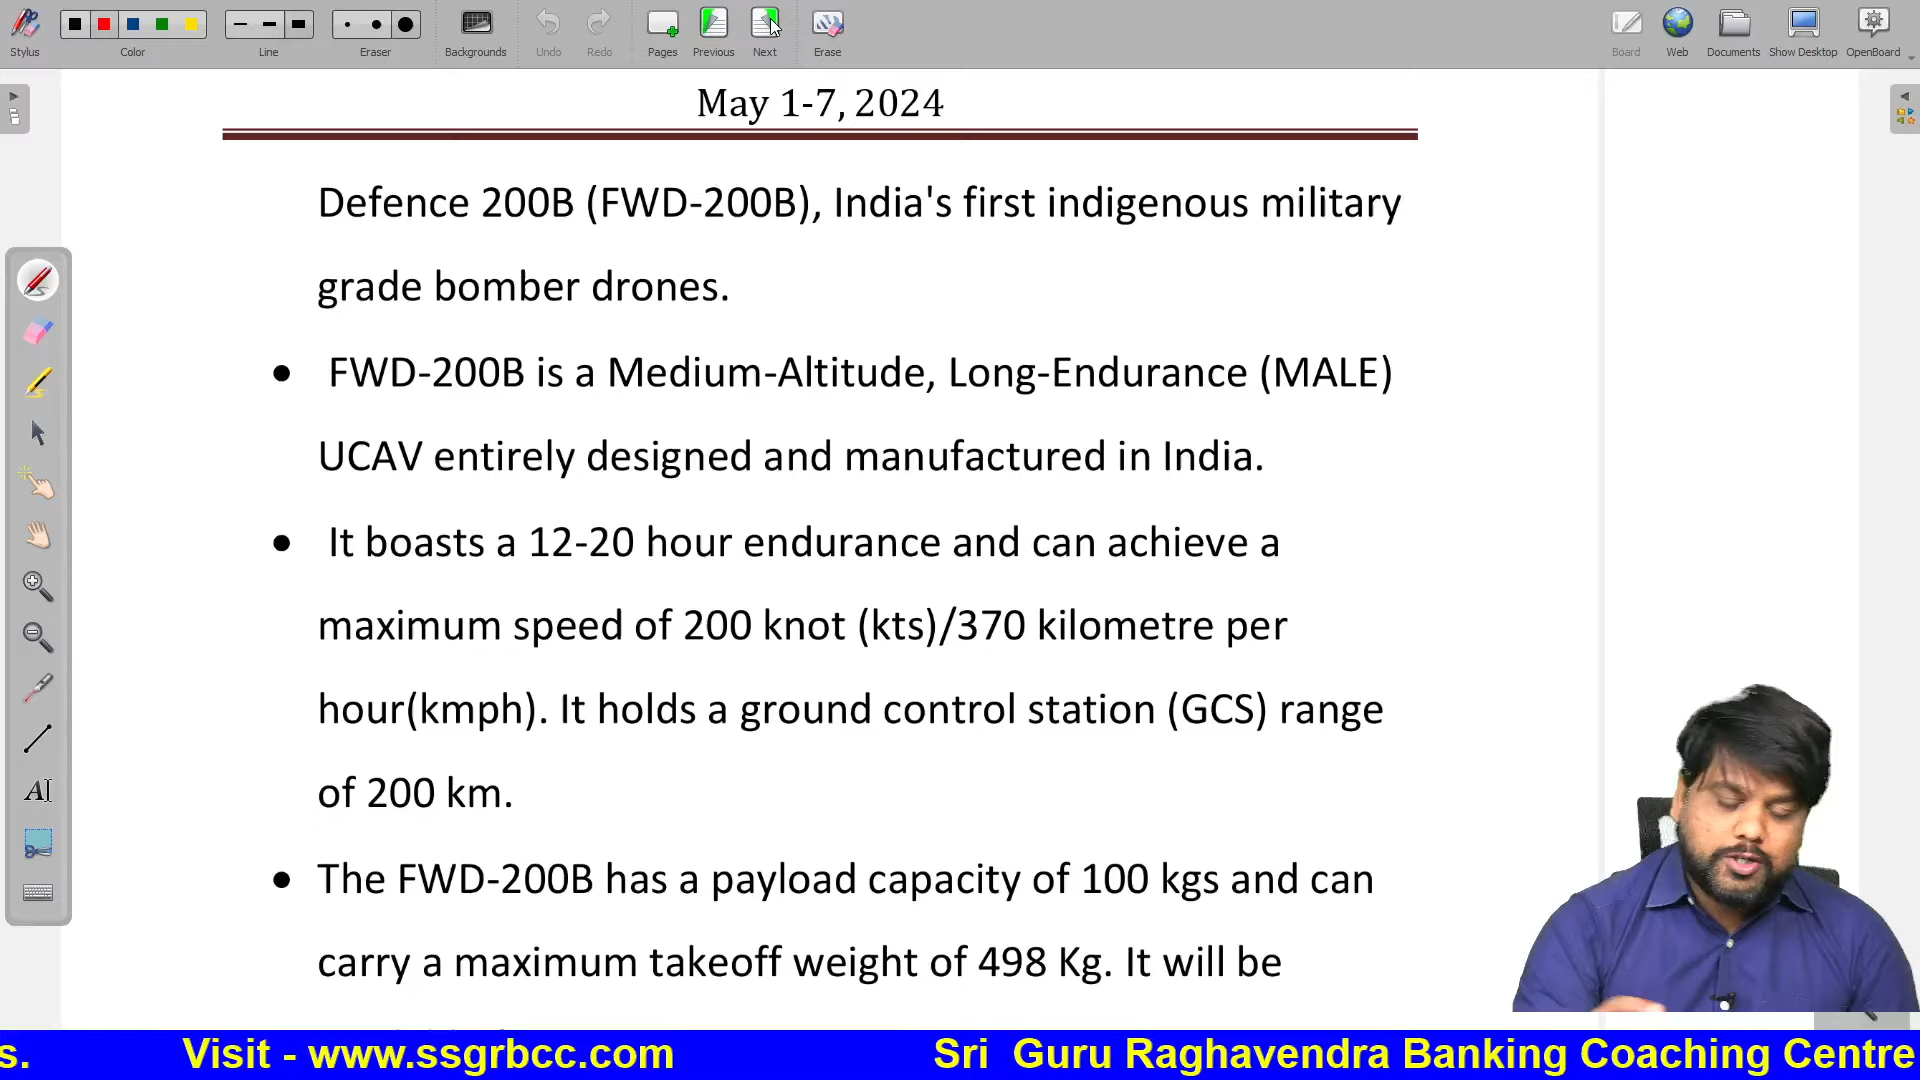 Stylus
Color
Line
Eraser
Backgrounds
Undo
Redo
Pages
Previous
Next
Erase
Board
Web
Documents
Show Desktop
OpenBoard
May 1-7, 2024
Defence 200B (FWD-200B), India's first indigenous military
grade bomber drones.
• FWD-200B is a Medium-Altitude, Long-Endurance (MALE)
UCAV entirely designed and manufactured in India.
• It boasts a 12-20 hour endurance and can achieve a
maximum speed of 200 knot (kts)/370 kilometre per
hour(kmph). It holds a ground control station (GCS) range
of 200 km.
• The FWD-200B has a payload capacity of 100 kgs and can
carry a maximum takeoff weight of 498 Kg. It will be
s. Visit - www.ssgrbcc.com Sri Guru Raghavendra Banking Coaching Centre